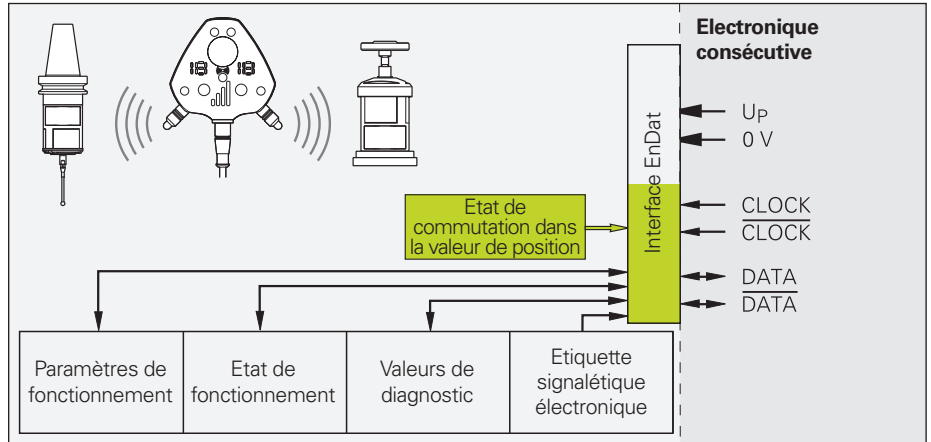 Electronique
consécutive
UP
0 V
Interface EnDat
Etat de
commutation dans
la valeur de position
CLOCK
CLOCK
DATA
DATA
Paramètres de
fonctionnement
Etat de
fonctionnement
Valeurs de
diagnostic
Etiquette
signalétique
électronique